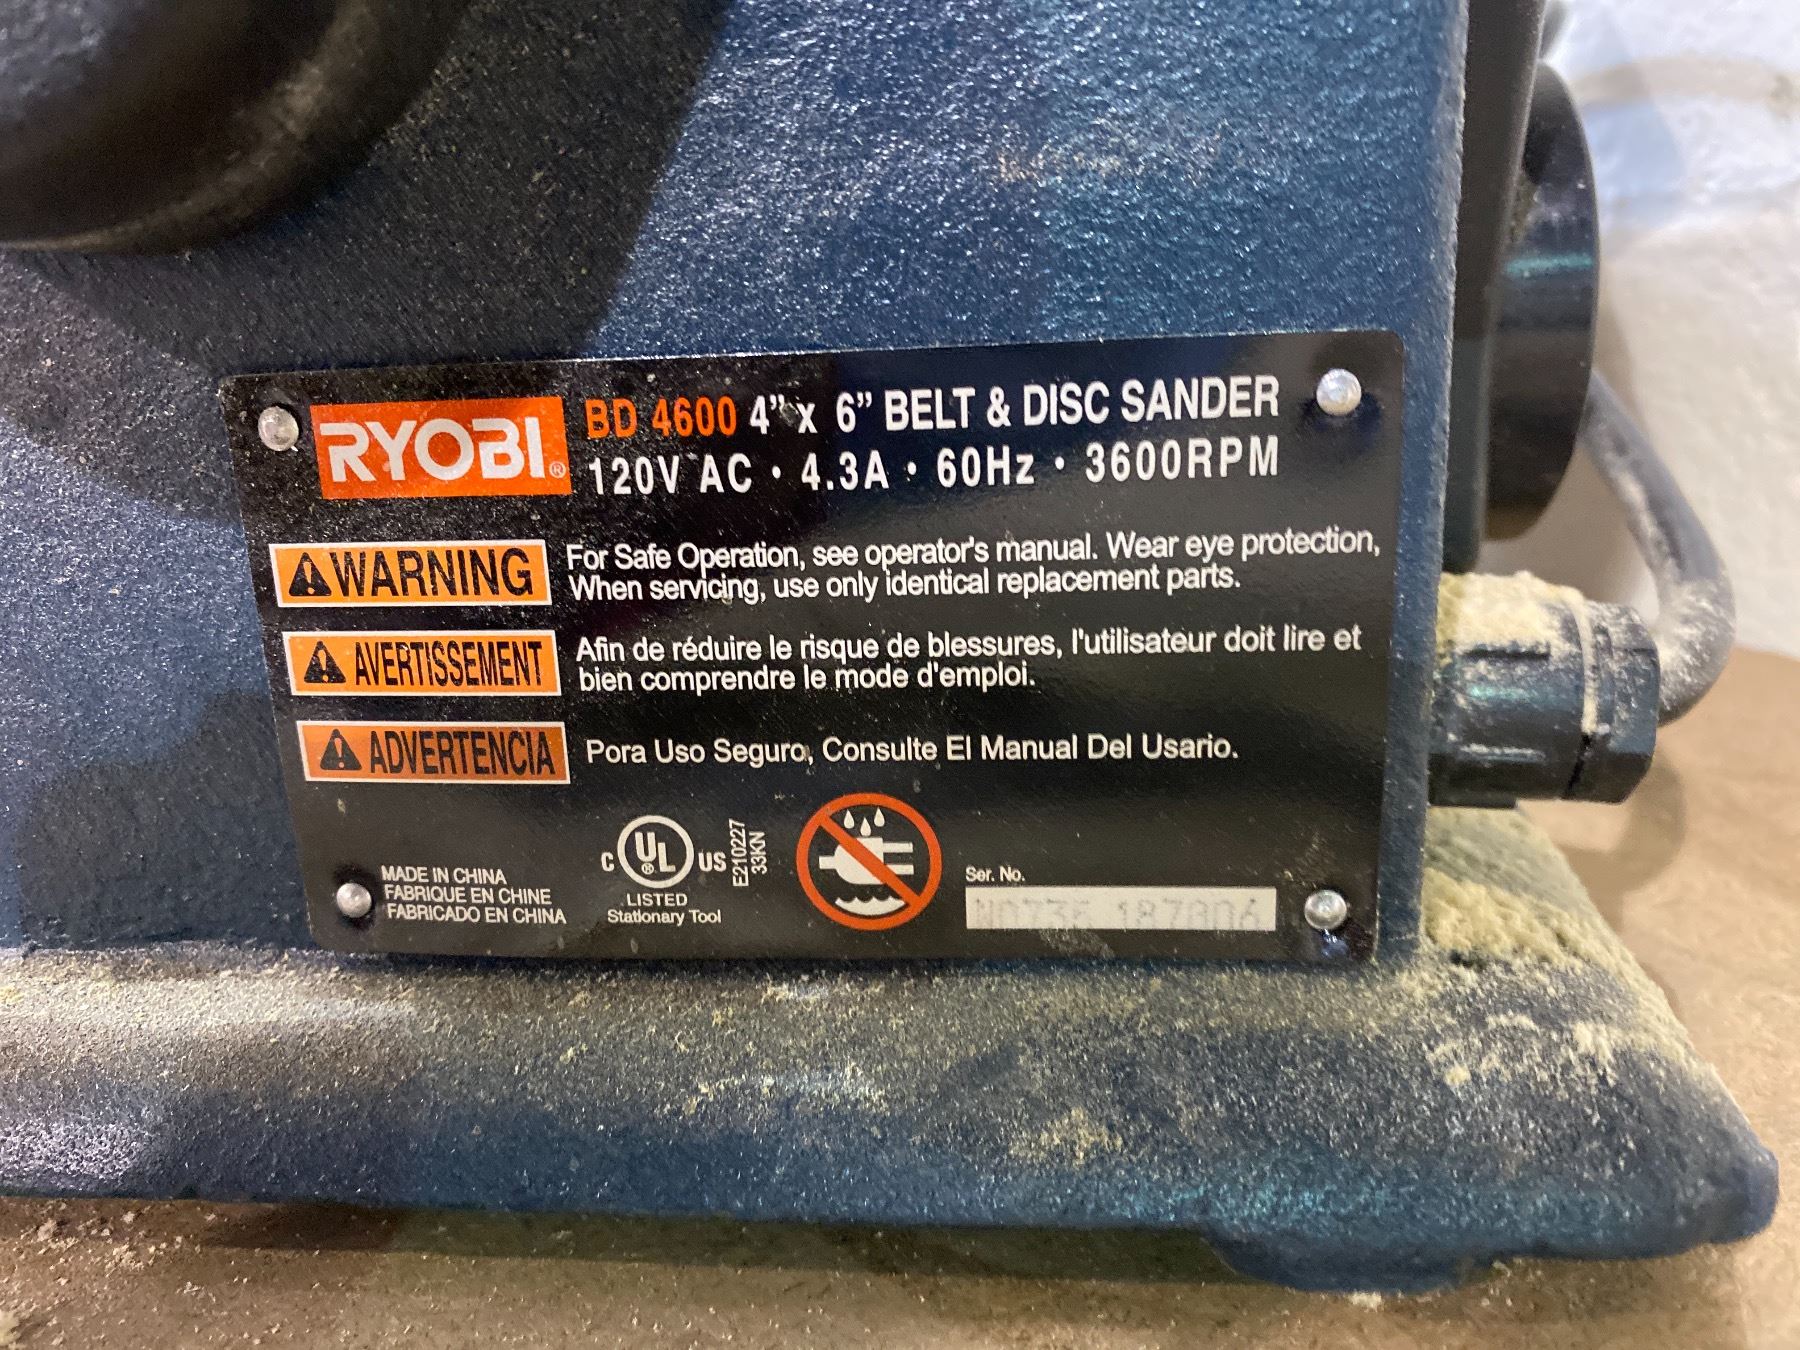 RYOBI® BD 4600 4” x 6” BELT & DISC SANDER
120V AC · 4.3A · 60Hz · 3600RPM
⚠WARNING For Safe Operation, see operator's manual. Wear eye protection,
When servicing, use only identical replacement parts.
⚠AVERTISSEMENT Afin de réduire le risque de blessures, l'utilisateur doit lire et
bien comprendre le mode d'emploi.
⚠ADVERTENCIA Pora Uso Seguro, Consulte El Manual Del Usario.
MADE IN CHINA
FABRIQUE EN CHINE
FABRICADO EN CHINA
C UL® US
LISTED
Stationary Tool
E210227
33KN
Ser. No.